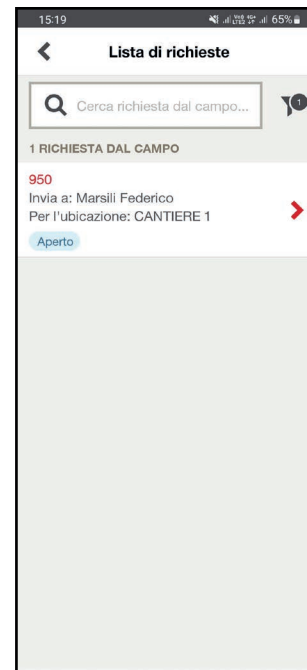 15:19 65%
Lista di richieste
Cerca richiesta dal campo...
1
1 RICHIESTA DAL CAMPO
950
Invia a: Marsili Federico
Per l'ubicazione: CANTIERE 1
Aperto